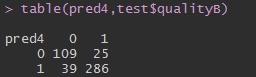 > table(pred4,test$qualityB)
pred4   0   1
    0 109  25
    1  39 286